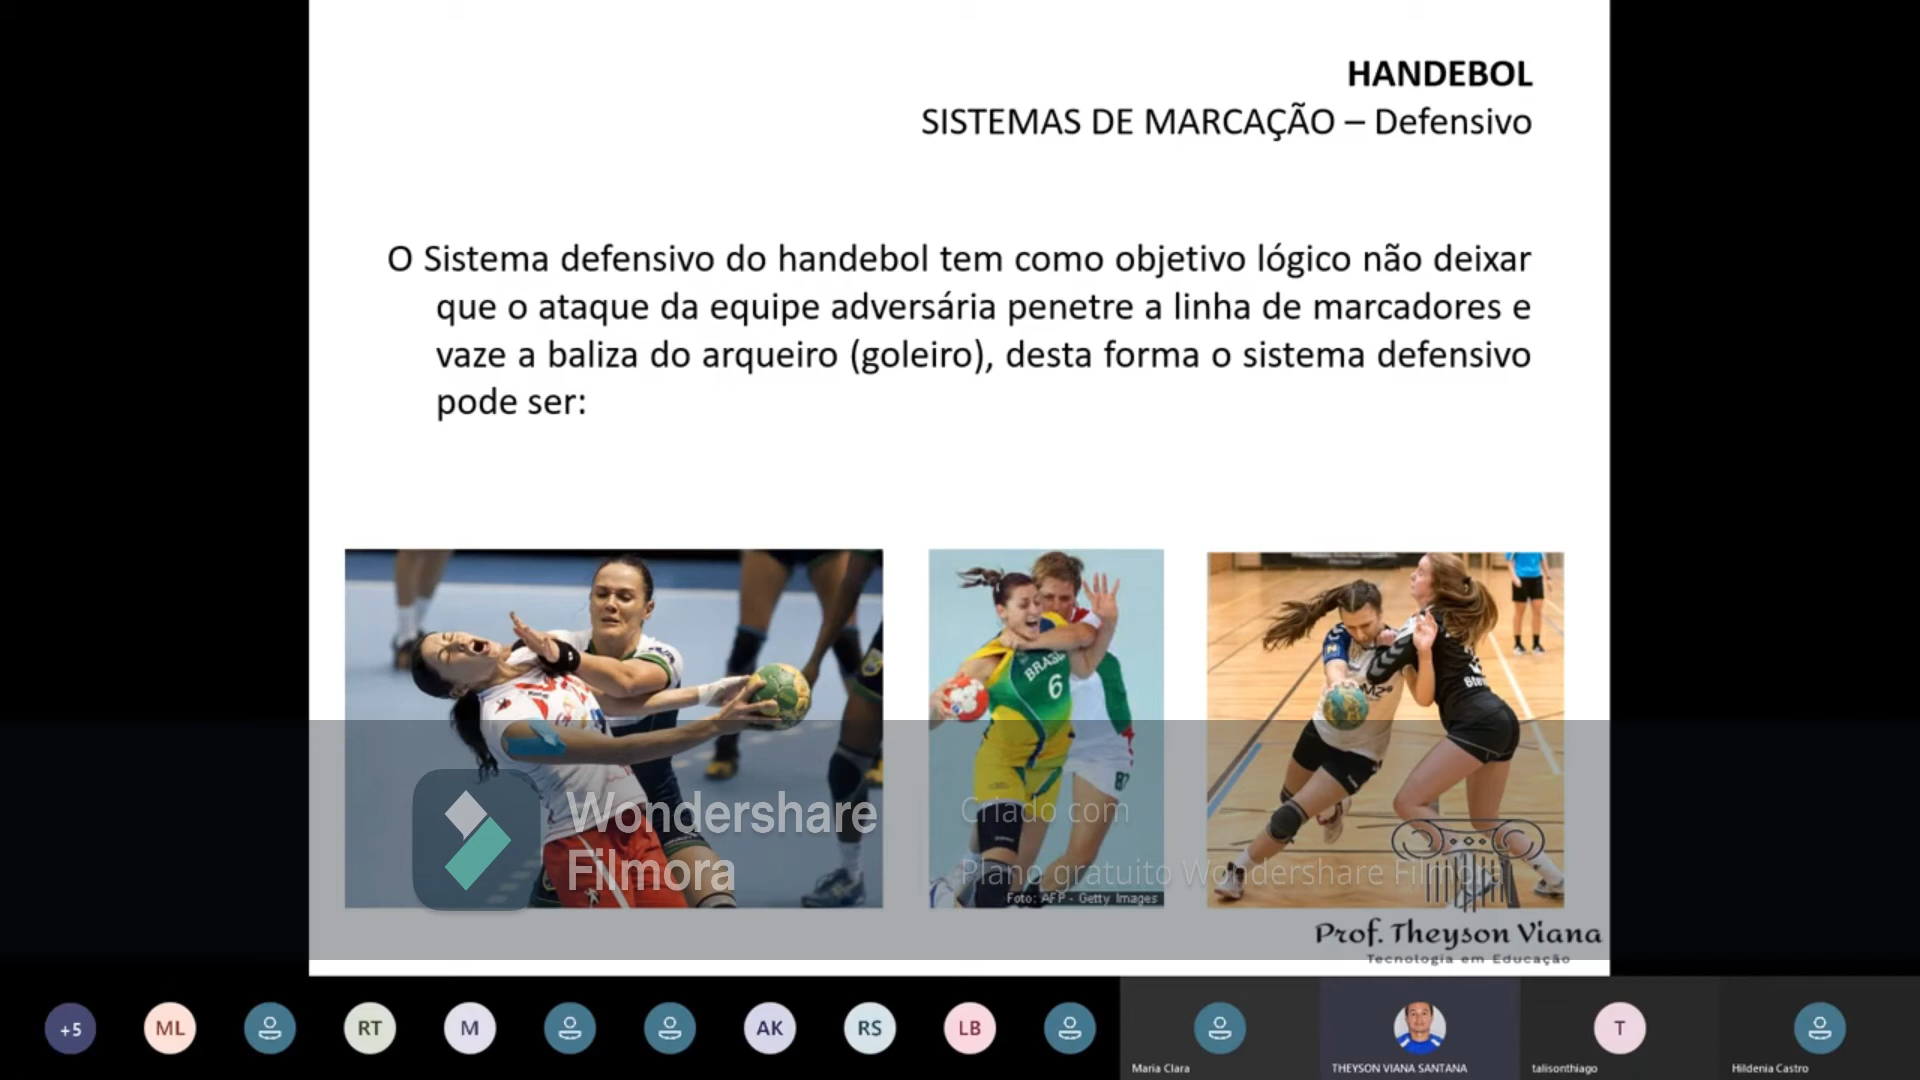 HANDEBOL
SISTEMAS DE MARCAÇÃO – Defensivo
O Sistema defensivo do handebol tem como objetivo lógico não deixar
que o ataque da equipe adversária penetre a linha de marcadores e
vaze a baliza do arqueiro (goleiro), desta forma o sistema defensivo
pode ser:
BRASIL
6
Wondershare
Filmora
Criado com
Plano gratuito Wondershare Filmora
Foto: AFP - Getty Images
Prof. Theyson Viana
Tecnologia em Educação
+5
ML
RT
M
AK
RS
LB
T
Maria Clara
THEYSON VIANA SANTANA
talisonthiago
Hildenia Castro